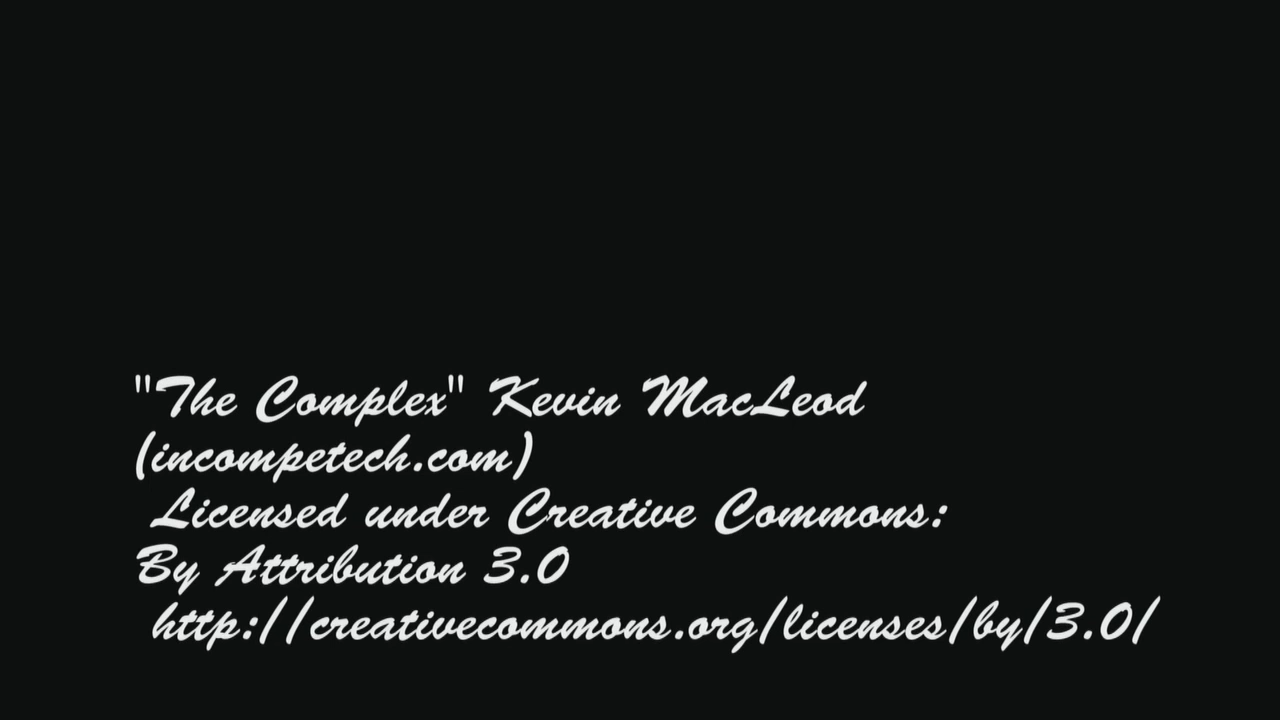 "The Complex" Kevin MacLeod
(incompetech.com)
Licensed under Creative Commons:
By Attribution 3.0
http://creativecommons.org/licenses/by/3.0/